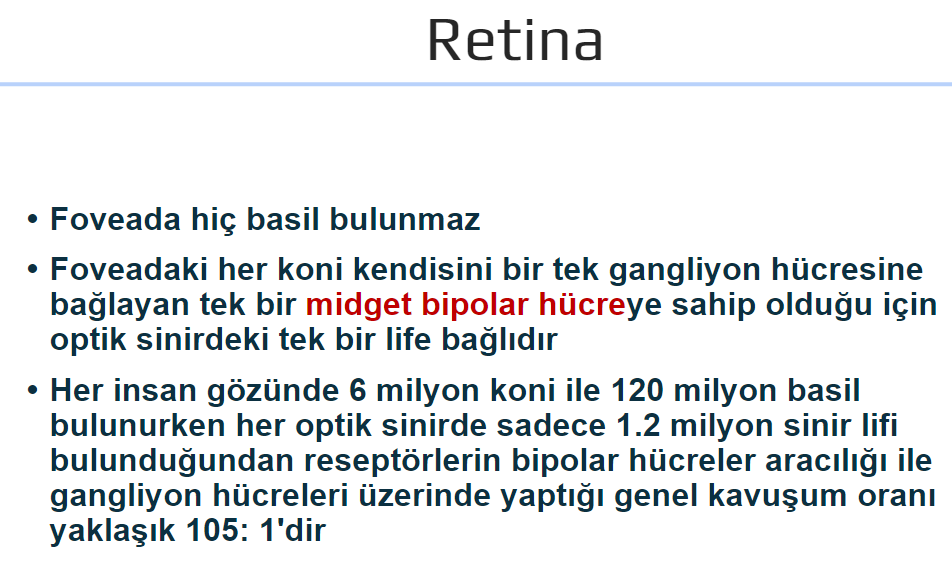 Retina
• Foveada hiç basil bulunmaz
• Foveadaki her koni kendisini bir tek gangliyon hücresine
bağlayan tek bir midget bipolar hücreye sahip olduğu için
optik sinirdeki tek bir life bağlıdır
• Her insan gözünde 6 milyon koni ile 120 milyon basil
bulunurken her optik sinirde sadece 1.2 milyon sinir lifi
bulunduğundan reseptörlerin bipolar hücreler aracılığı ile
gangliyon hücreleri üzerinde yaptığı genel kavuşum oranı
yaklaşık 105: 1'dir